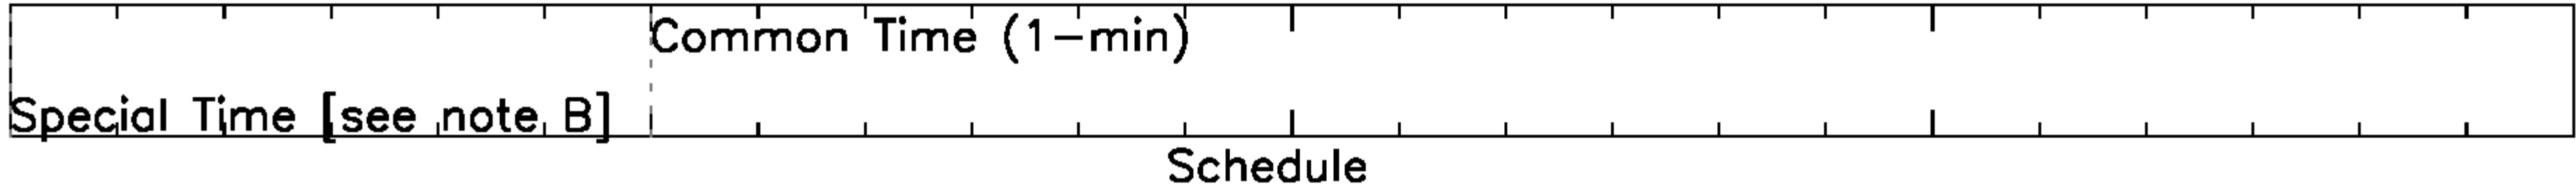 Common Time (1-min)
Special Time [see note B]
Schedule